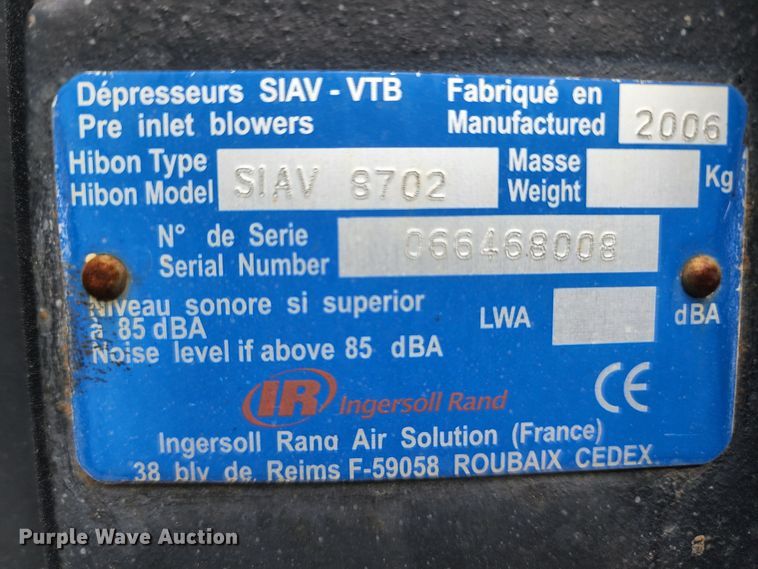 Dépresseurs SIAV - VTB Fabriqué en
Pre inlet blowers Manufactured 2006
Hibon Type Masse
Hibon Model SIAV 8702 Weight Kg
N° de Serie
Serial Number 066468008
Niveau sonore si superior
a 85 dBA LWA dBA
Noise level if above 85 dBA
IR Ingersoll Rand CE
Ingersoll Rand Air Solution (France)
38 blv de Reims F-59058 ROUBAIX CEDEX
Purple Wave Auction